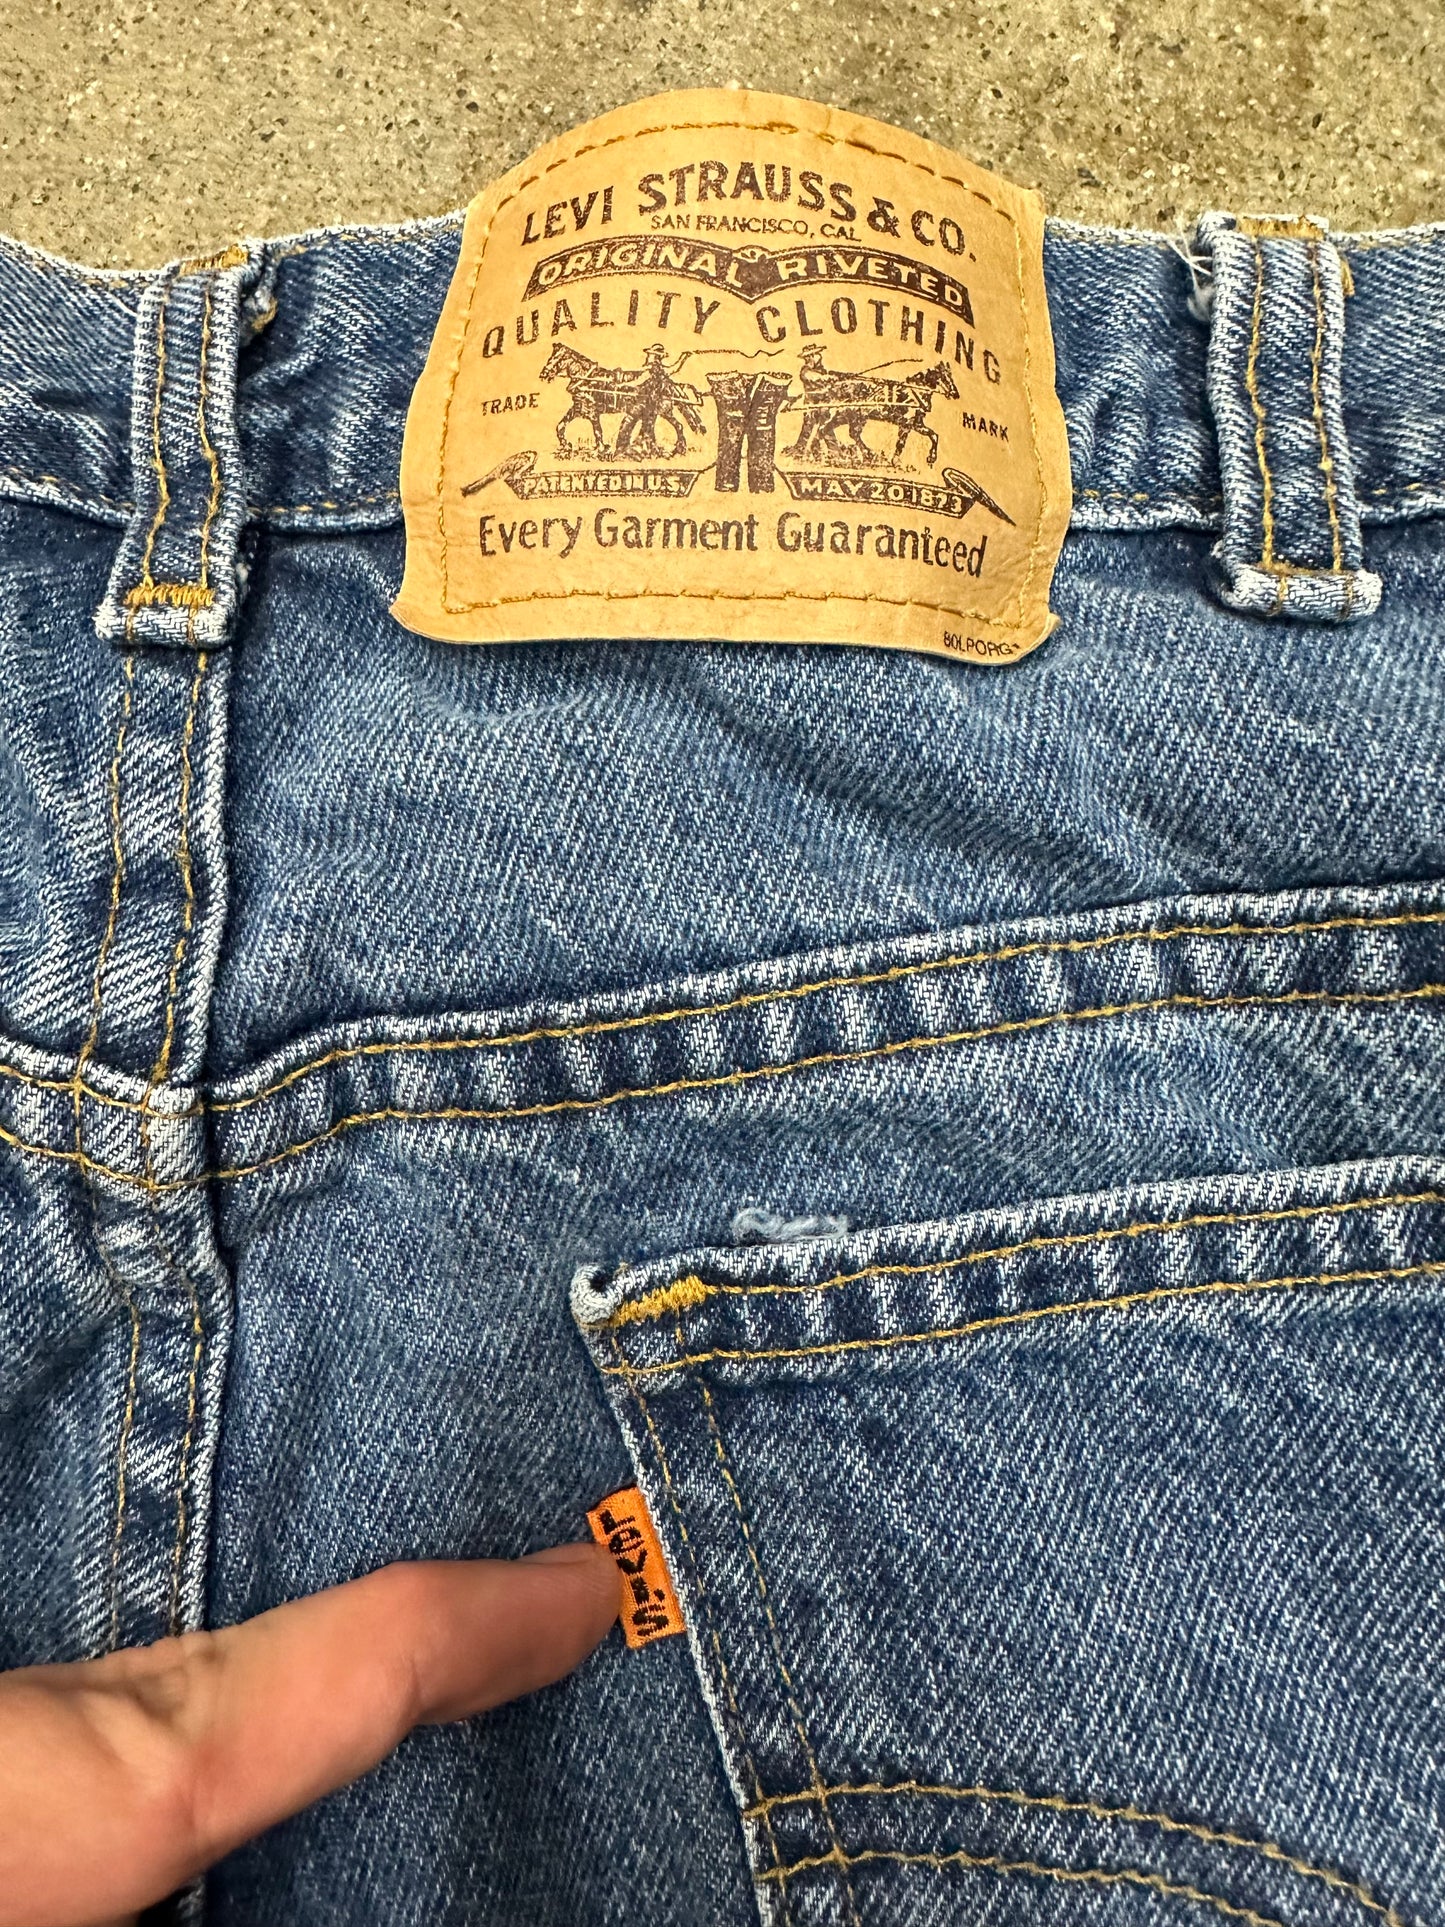 LEVI STRAUSS & CO.
SAN FRANCISCO, CAL
ORIGINAL RIVETED
QUALITY CLOTHING
TRADE MARK
PATENTED IN U.S. MAY 20 1873
Every Garment Guaranteed
80LPORG
LeVI'S